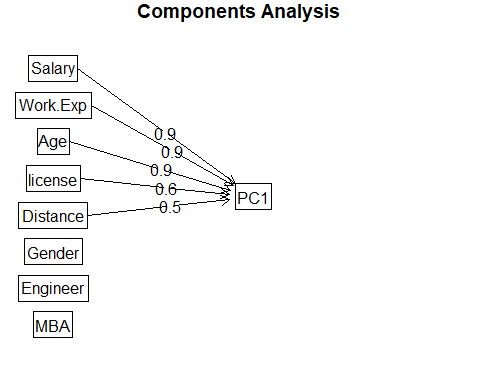 Components Analysis
Salary
Work.Exp
Age
license
Distance
Gender
Engineer
MBA
0.9
0.9
0.9
0.6
0.5
PC1